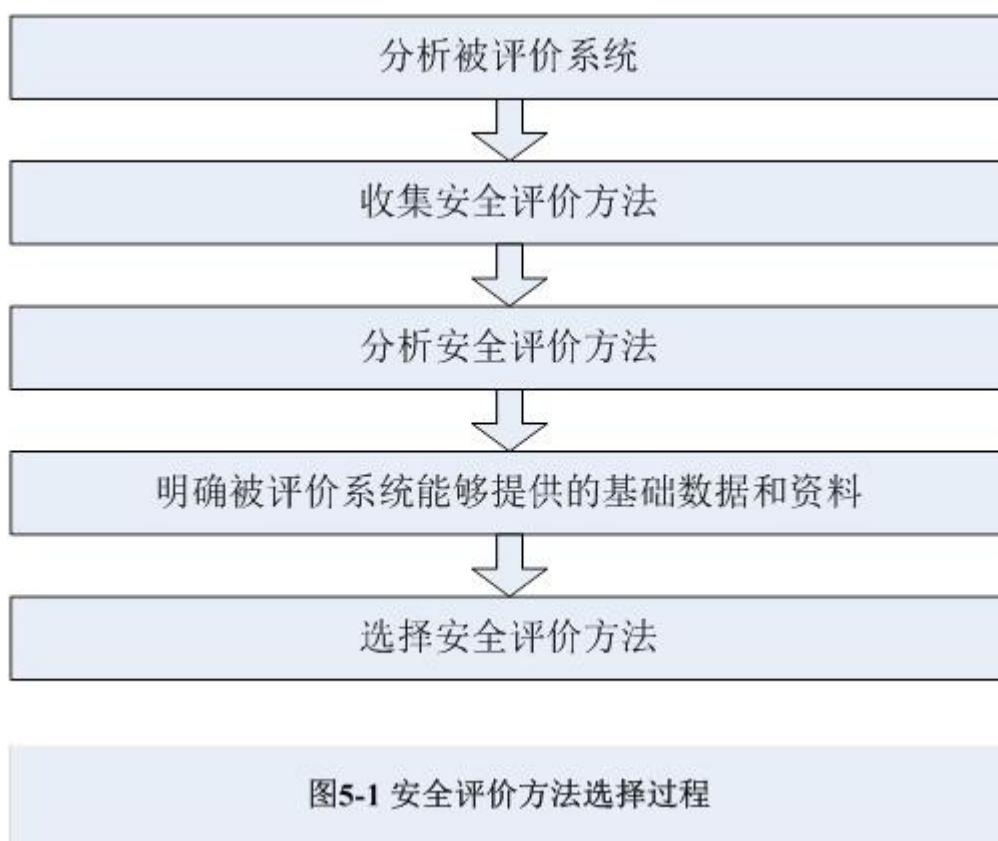 分析被评价系统
收集安全评价方法
分析安全评价方法
明确被评价系统能够提供的基础数据和资料
选择安全评价方法
图5-1 安全评价方法选择过程